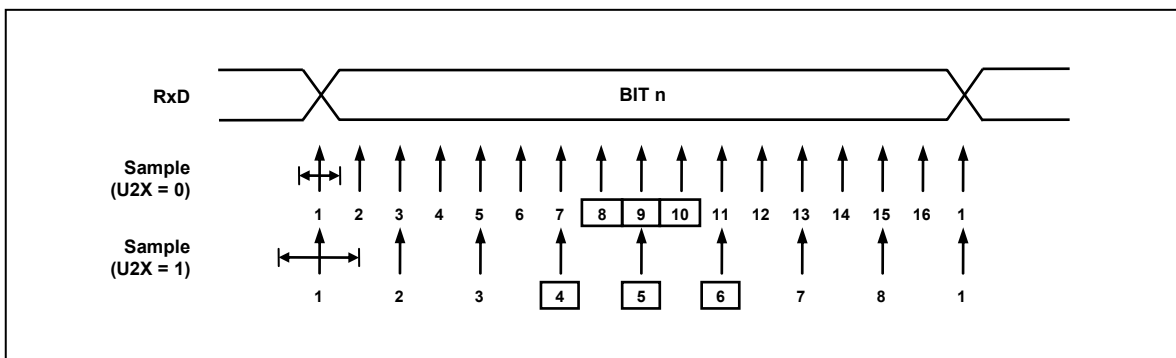 RxD
BIT n
Sample
(U2X = 0)
1 2 3 4 5 6 7 8 9 10 11 12 13 14 15 16 1
Sample
(U2X = 1)
1 2 3 4 5 6 7 8 1